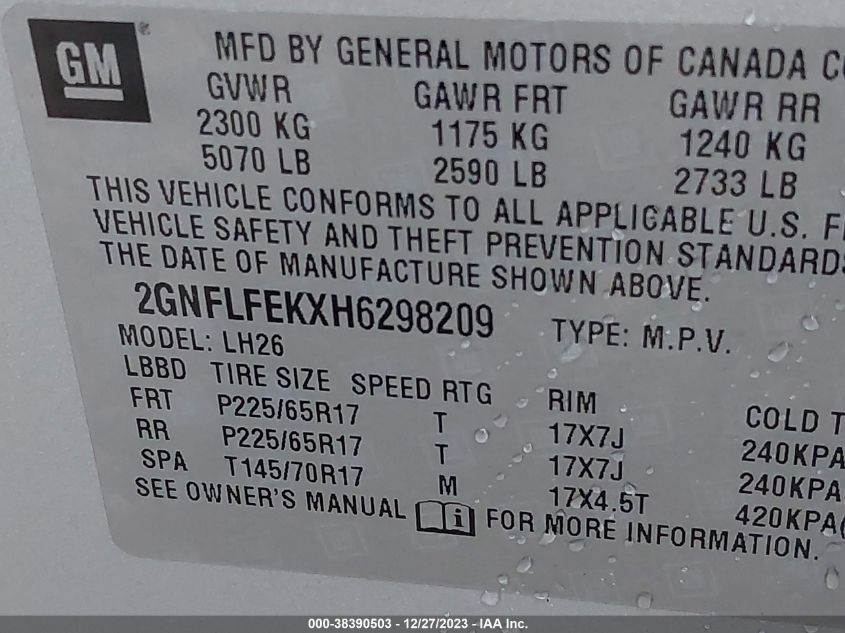 GM ®
MFD BY GENERAL MOTORS OF CANADA
GVWR GAWR FRT GAWR RR
2300 KG 1175 KG 1240 KG
5070 LB 2590 LB 2733 LB
THIS VEHICLE CONFORMS TO ALL APPLICABLE U.S.
VEHICLE SAFETY AND THEFT PREVENTION STANDARDS
THE DATE OF MANUFACTURE SHOWN ABOVE.
2GNFLFEKXH6298209 TYPE: M.P.V.
MODEL: LH26
LBBD TIRE SIZE SPEED RTG RIM COLD T
FRT P225/65R17 T 17X7J 240KPA
RR P225/65R17 T 17X7J 240KPA
SPA T145/70R17 M 17X4.5T 420KPA(
SEE OWNER'S MANUAL i FOR MORE INFORMATION.
000-38390503 - 12/27/2023 - IAA Inc.